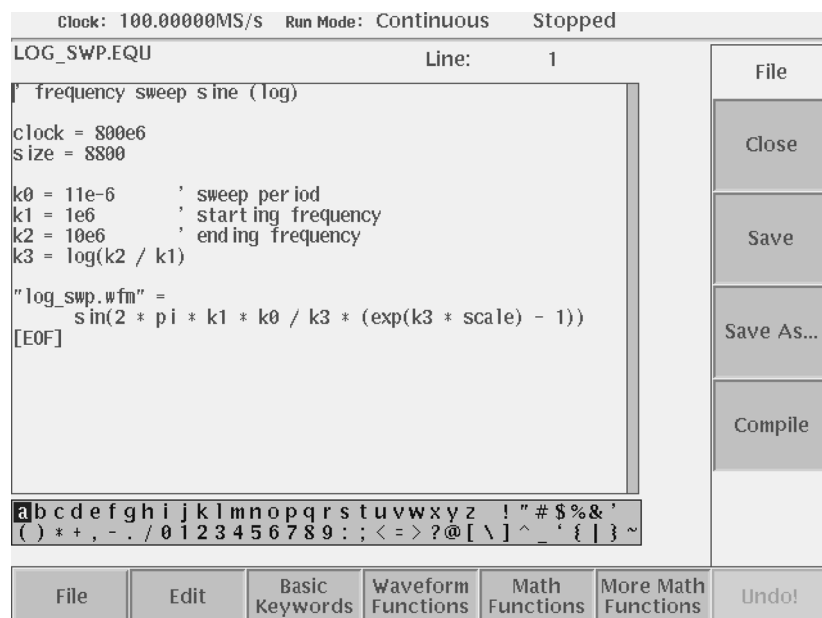 Clock: 100.00000MS/s Run Mode: Continuous Stopped
LOG_SWP.EQU Line: 1
' frequency sweep sine (log)
clock = 800e6
size = 8800
k0 = 11e-6 ' sweep period
k1 = 1e6 ' starting frequency
k2 = 10e6 ' ending frequency
k3 = log(k2 / k1)
"log_swp.wfm" =
sin(2 * pi * k1 * k0 / k3 * (exp(k3 * scale) - 1))
[EOF]
abcdefghijklmnopqrstuvwxyz !"#$%&'
()*+,-./0123456789:;<=>?@[\]^_‘{|}~
File
Close
Save
Save As...
Compile
File Edit Basic Keywords Waveform Functions Math Functions More Math Functions Undo!